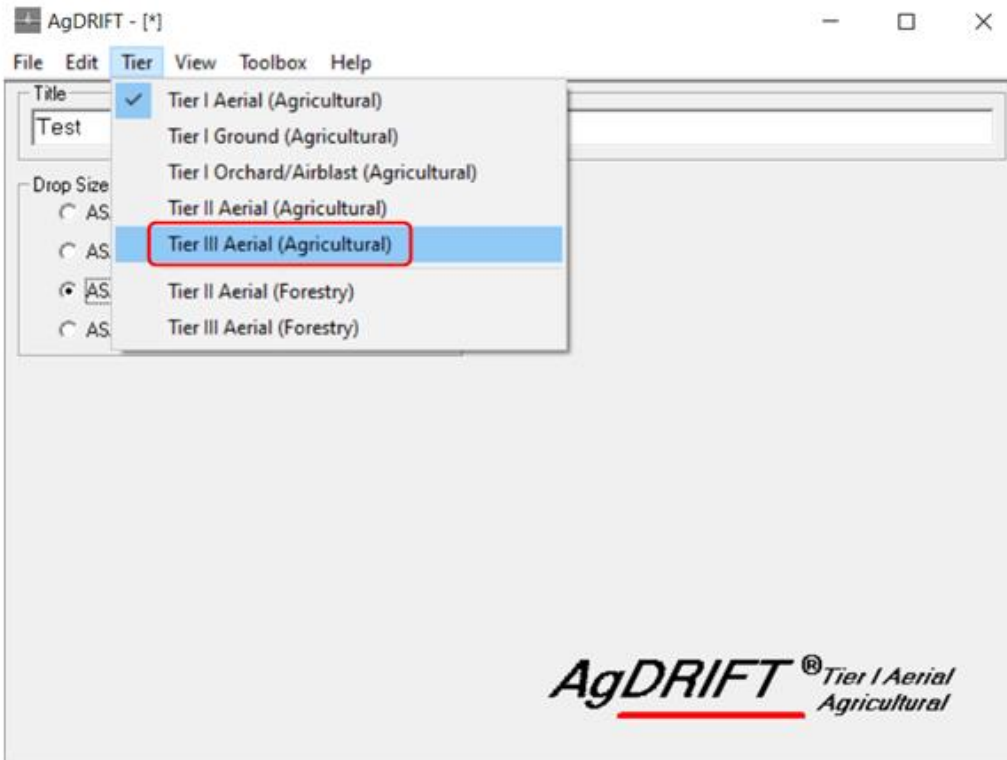 AgDRIFT - [*]
File Edit Tier View Toolbox Help
Title
Test
Tier I Aerial (Agricultural)
Tier I Ground (Agricultural)
Tier I Orchard/Airblast (Agricultural)
Tier II Aerial (Agricultural)
Tier III Aerial (Agricultural)
Tier II Aerial (Forestry)
Tier III Aerial (Forestry)
Drop Size
AS
AS
AS
AS
AgDRIFT ® Tier I Aerial
Agricultural